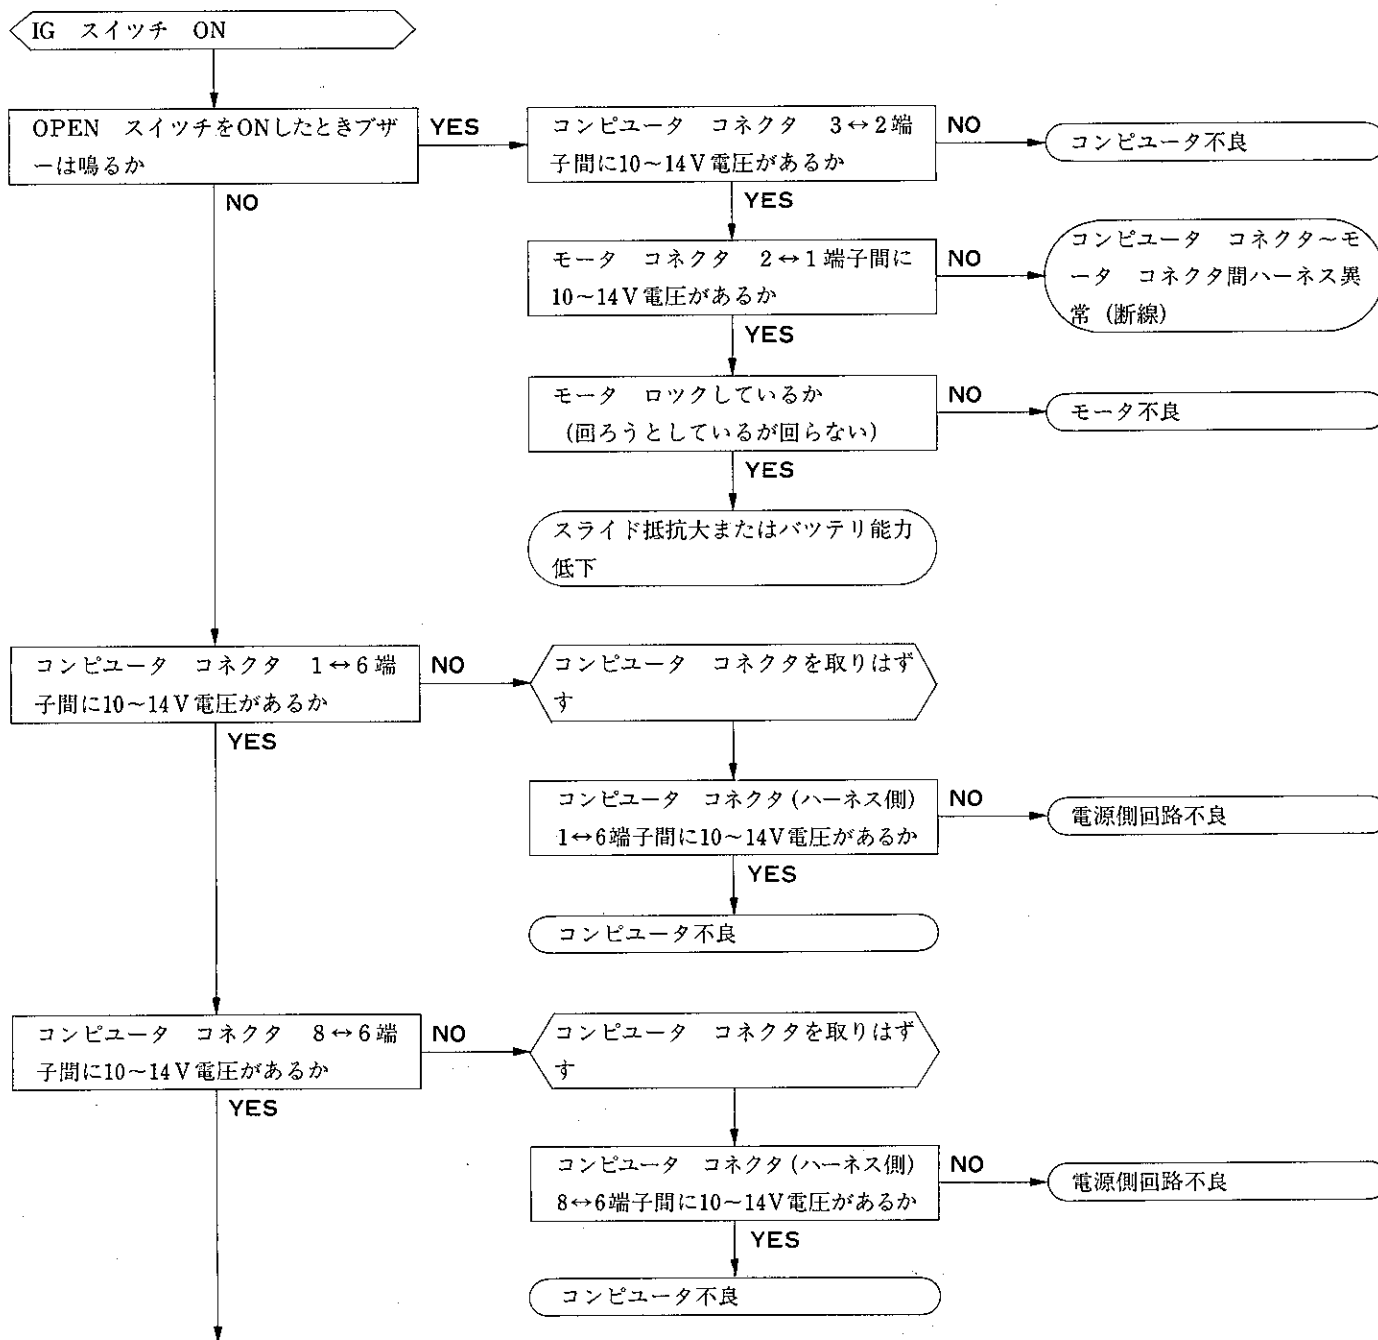 IG スイッチ ON
OPEN スイッチをONしたときブザ
ーは鳴るか
YES
コンピユータ コネクタ 3↔2端
子間に10~14V電圧があるか
NO
コンピユータ不良
NO
YES
モータ コネクタ 2↔1端子間に
10~14V電圧があるか
NO
コンピユータ コネクタ~モ
ータ コネクタ間ハーネス異
常 (断線)
YES
モータ ロックしているか
(回ろうとしているが回らない)
NO
モータ不良
YES
スライド抵抗大またはバツテリ能力
低下
コンピユータ コネクタ 1↔6端
子間に10~14V電圧があるか
NO
コンピユータ コネクタを取りはず
す
YES
コンピユータ コネクタ(ハーネス側)
1↔6端子間に10~14V電圧があるか
NO
電源側回路不良
YES
コンピユータ不良
コンピユータ コネクタ 8↔6端
子間に10~14V電圧があるか
NO
コンピユータ コネクタを取りはず
す
YES
コンピユータ コネクタ(ハーネス側)
8↔6端子間に10~14V電圧があるか
NO
電源側回路不良
YES
コンピユータ不良